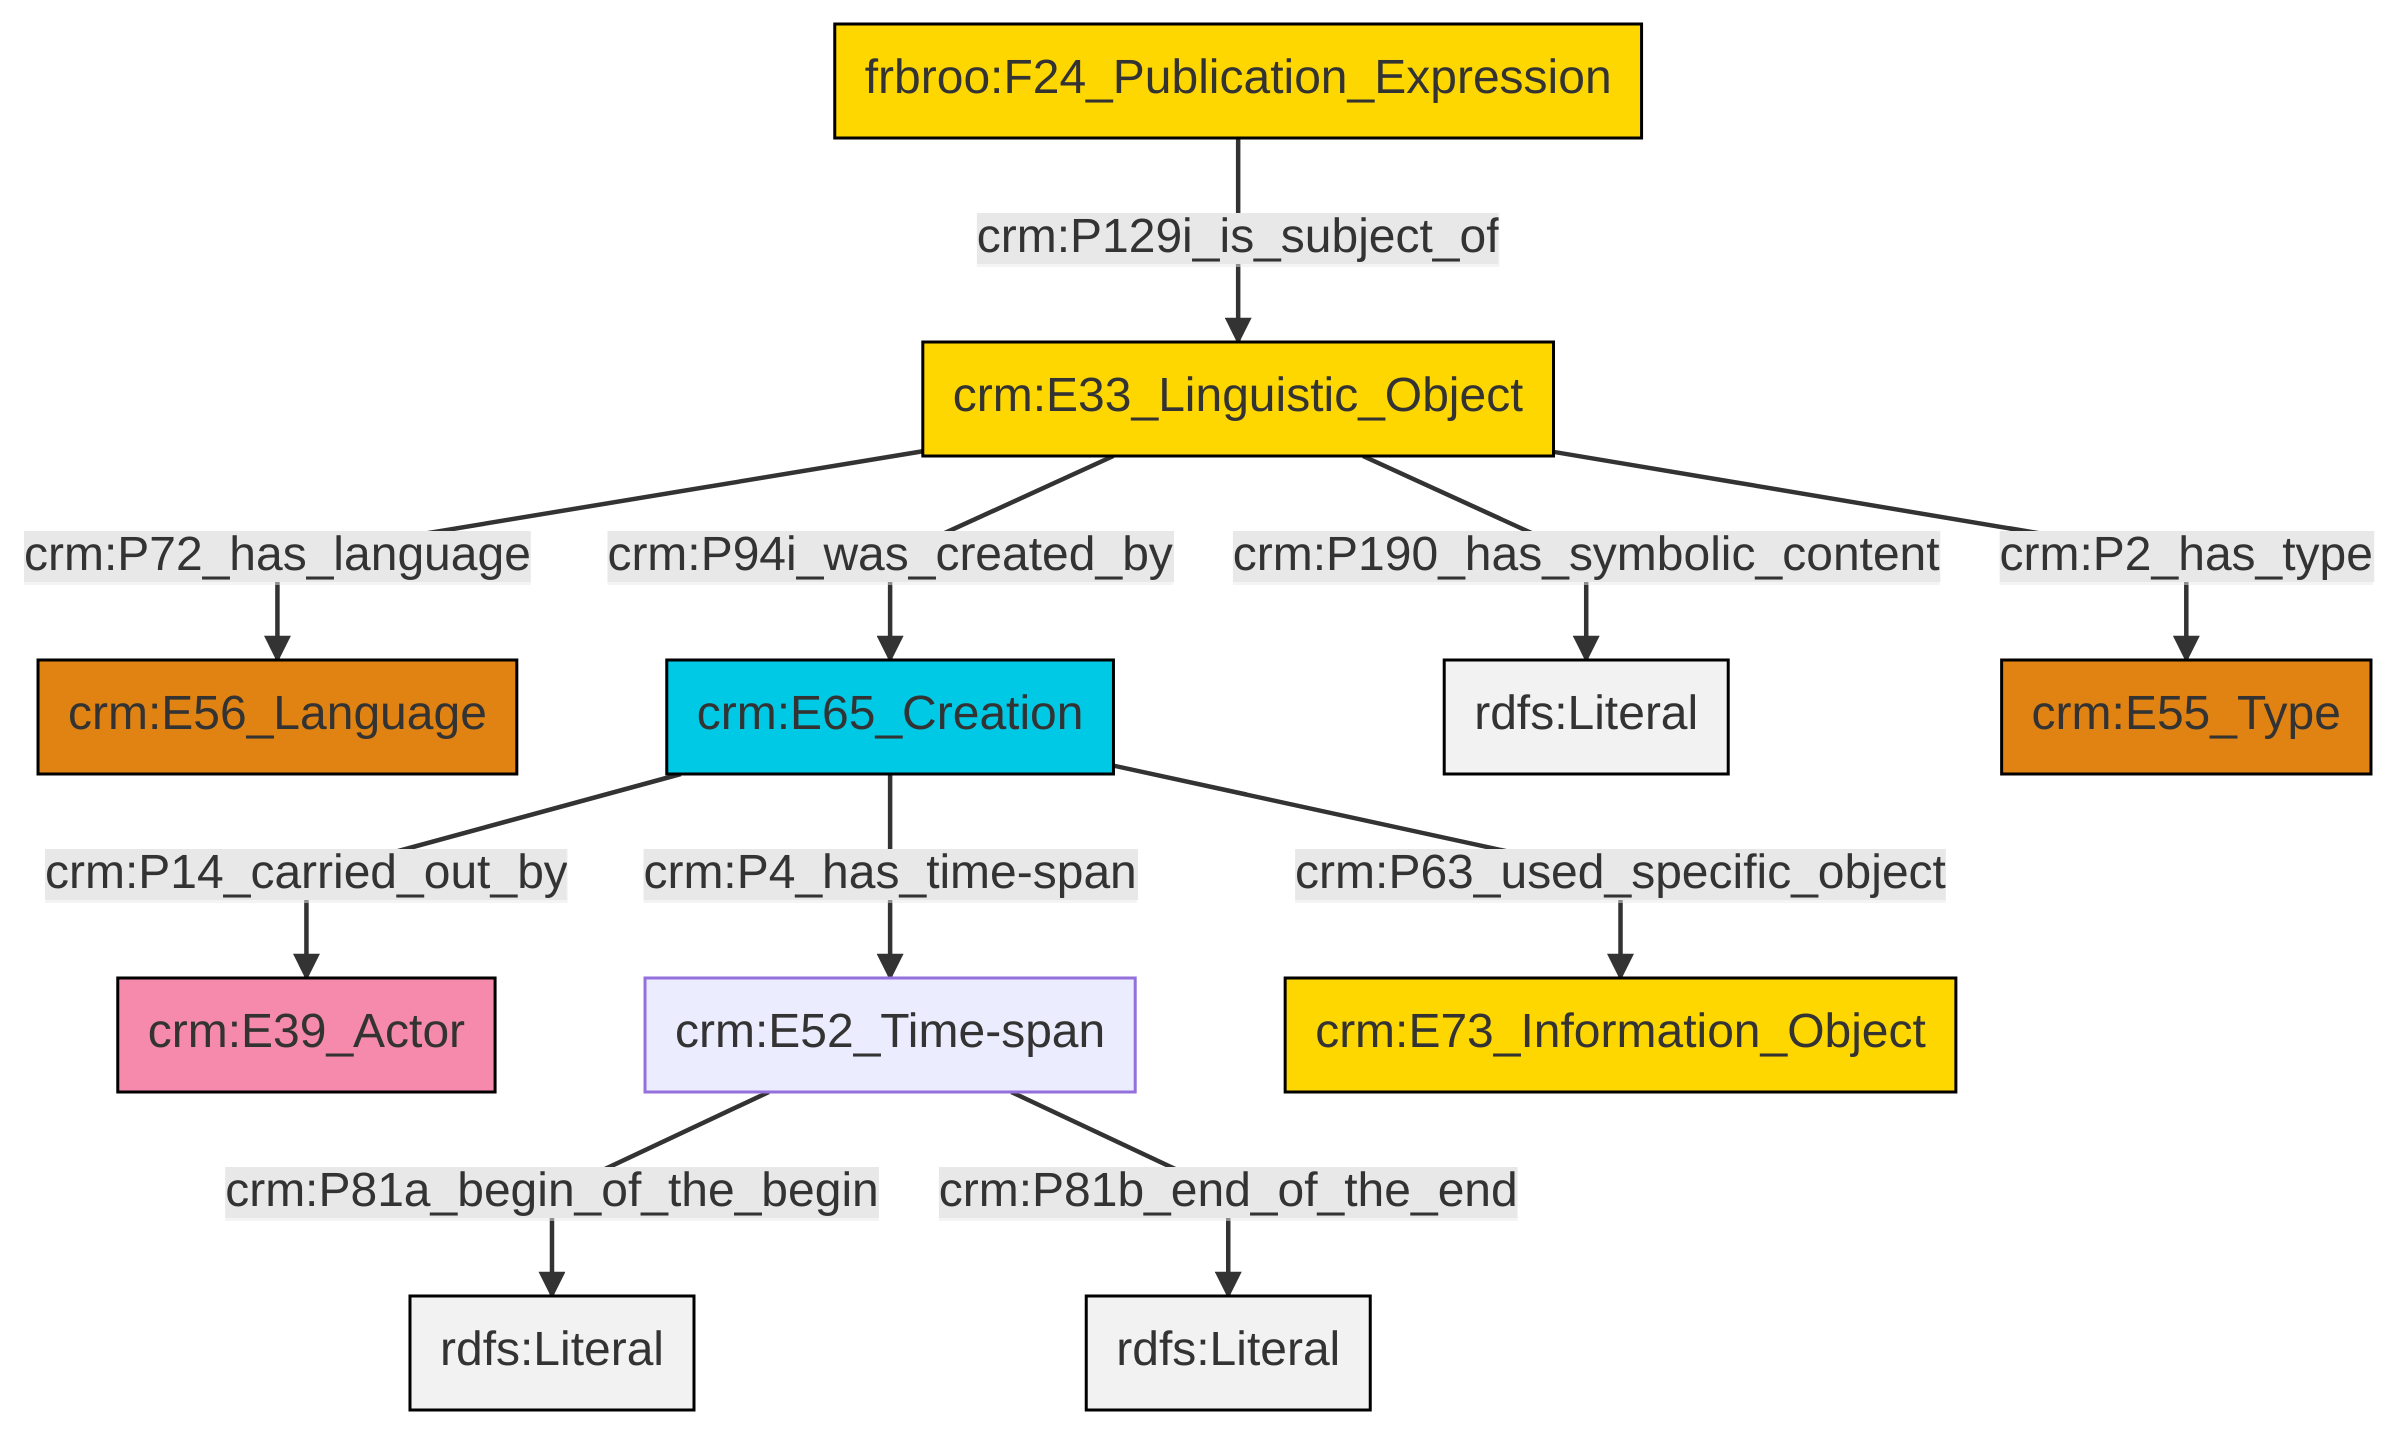 frbroo:F24_Publication_Expression
crm:P129i_is_subject_of
crm:E33_Linguistic_Object
crm:P72_has_language
crm:P94i_was_created_by
crm:P190_has_symbolic_content
crm:P2_has_type
crm:E56_Language
crm:E65_Creation
rdfs:Literal
crm:E55_Type
crm:P14_carried_out_by
crm:P4_has_time-span
crm:P63_used_specific_object
crm:E39_Actor
crm:E52_Time-span
crm:E73_Information_Object
crm:P81a_begin_of_the_begin
crm:P81b_end_of_the_end
rdfs:Literal
rdfs:Literal